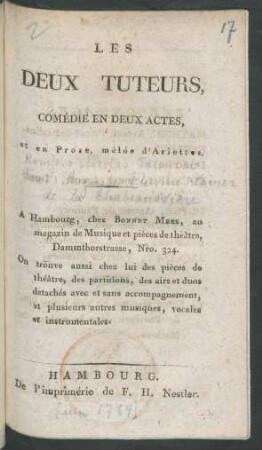 17
LES
DEUX TUTEURS,
COMÉDIE EN DEUX ACTES,
et en Prose, mêlée d'Ariettes.
A Hambourg, chez BONNET MEES, au
magazin de Musique et pièces de théâtre,
Dammthorstrasse, Nro. 324.
On trouve aussi chez lui des pièces de
théâtre, des partitions, des airs et duos
detachés avec et sans accompagnement,
et plusieurs autres musiques, vocales
et instrumentales.
HAMBOURG.
De l'imprimérie de F. H. Nestler.